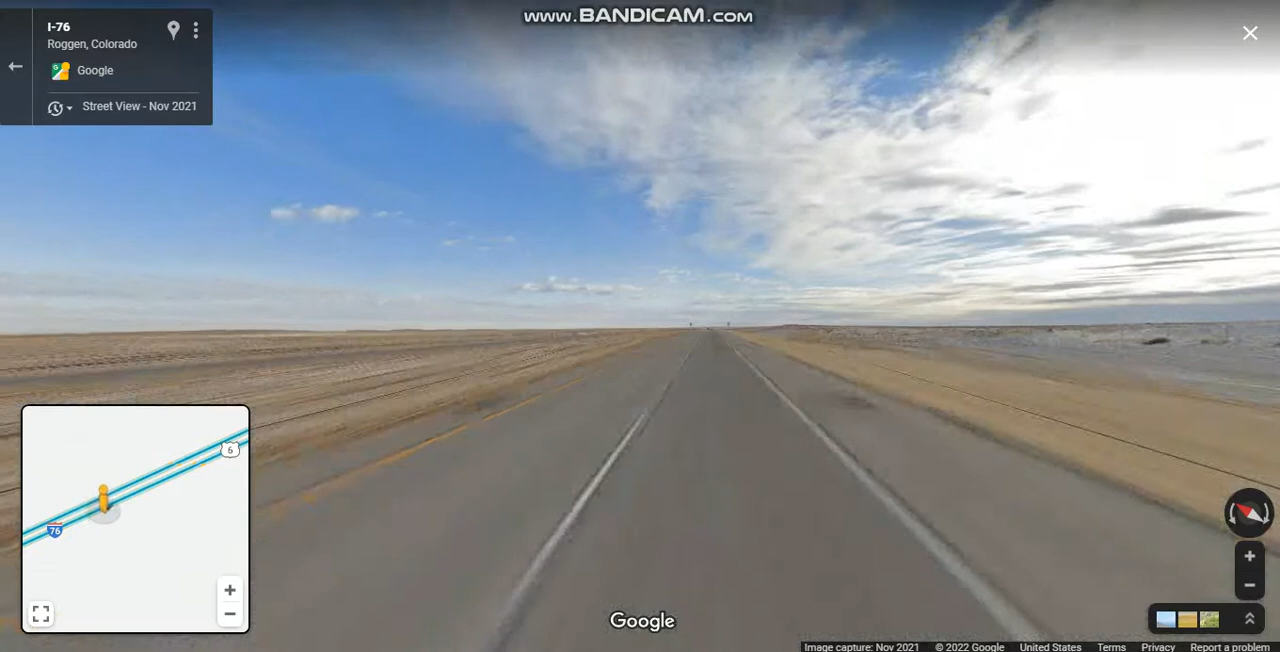 www.BANDICAM.com
I-76
Roggen, Colorado
Google
Street View - Nov 2021
6
76
Google
Image capture: Nov 2021 © 2022 Google United States Terms Privacy Report a problem